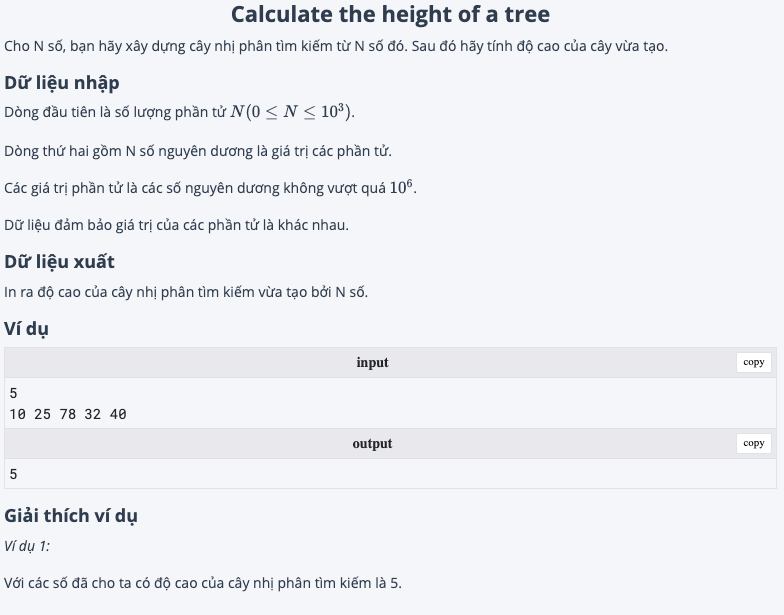 Calculate the height of a tree
Cho N số, bạn hãy xây dựng cây nhị phân tìm kiếm từ N số đó. Sau đó hãy tính độ cao của cây vừa tạo.
Dữ liệu nhập
Dòng đầu tiên là số lượng phần tử N(0 ≤ N ≤ 10³).
Dòng thứ hai gồm N số nguyên dương là giá trị các phần tử.
Các giá trị phần tử là các số nguyên dương không vượt quá 10⁶.
Dữ liệu đảm bảo giá trị của các phần tử là khác nhau.
Dữ liệu xuất
In ra độ cao của cây nhị phân tìm kiếm vừa tạo bởi N số.
Ví dụ
input copy
5
10 25 78 32 40
output copy
5
Giải thích ví dụ
Ví dụ 1:
Với các số đã cho ta có độ cao của cây nhị phân tìm kiếm là 5.